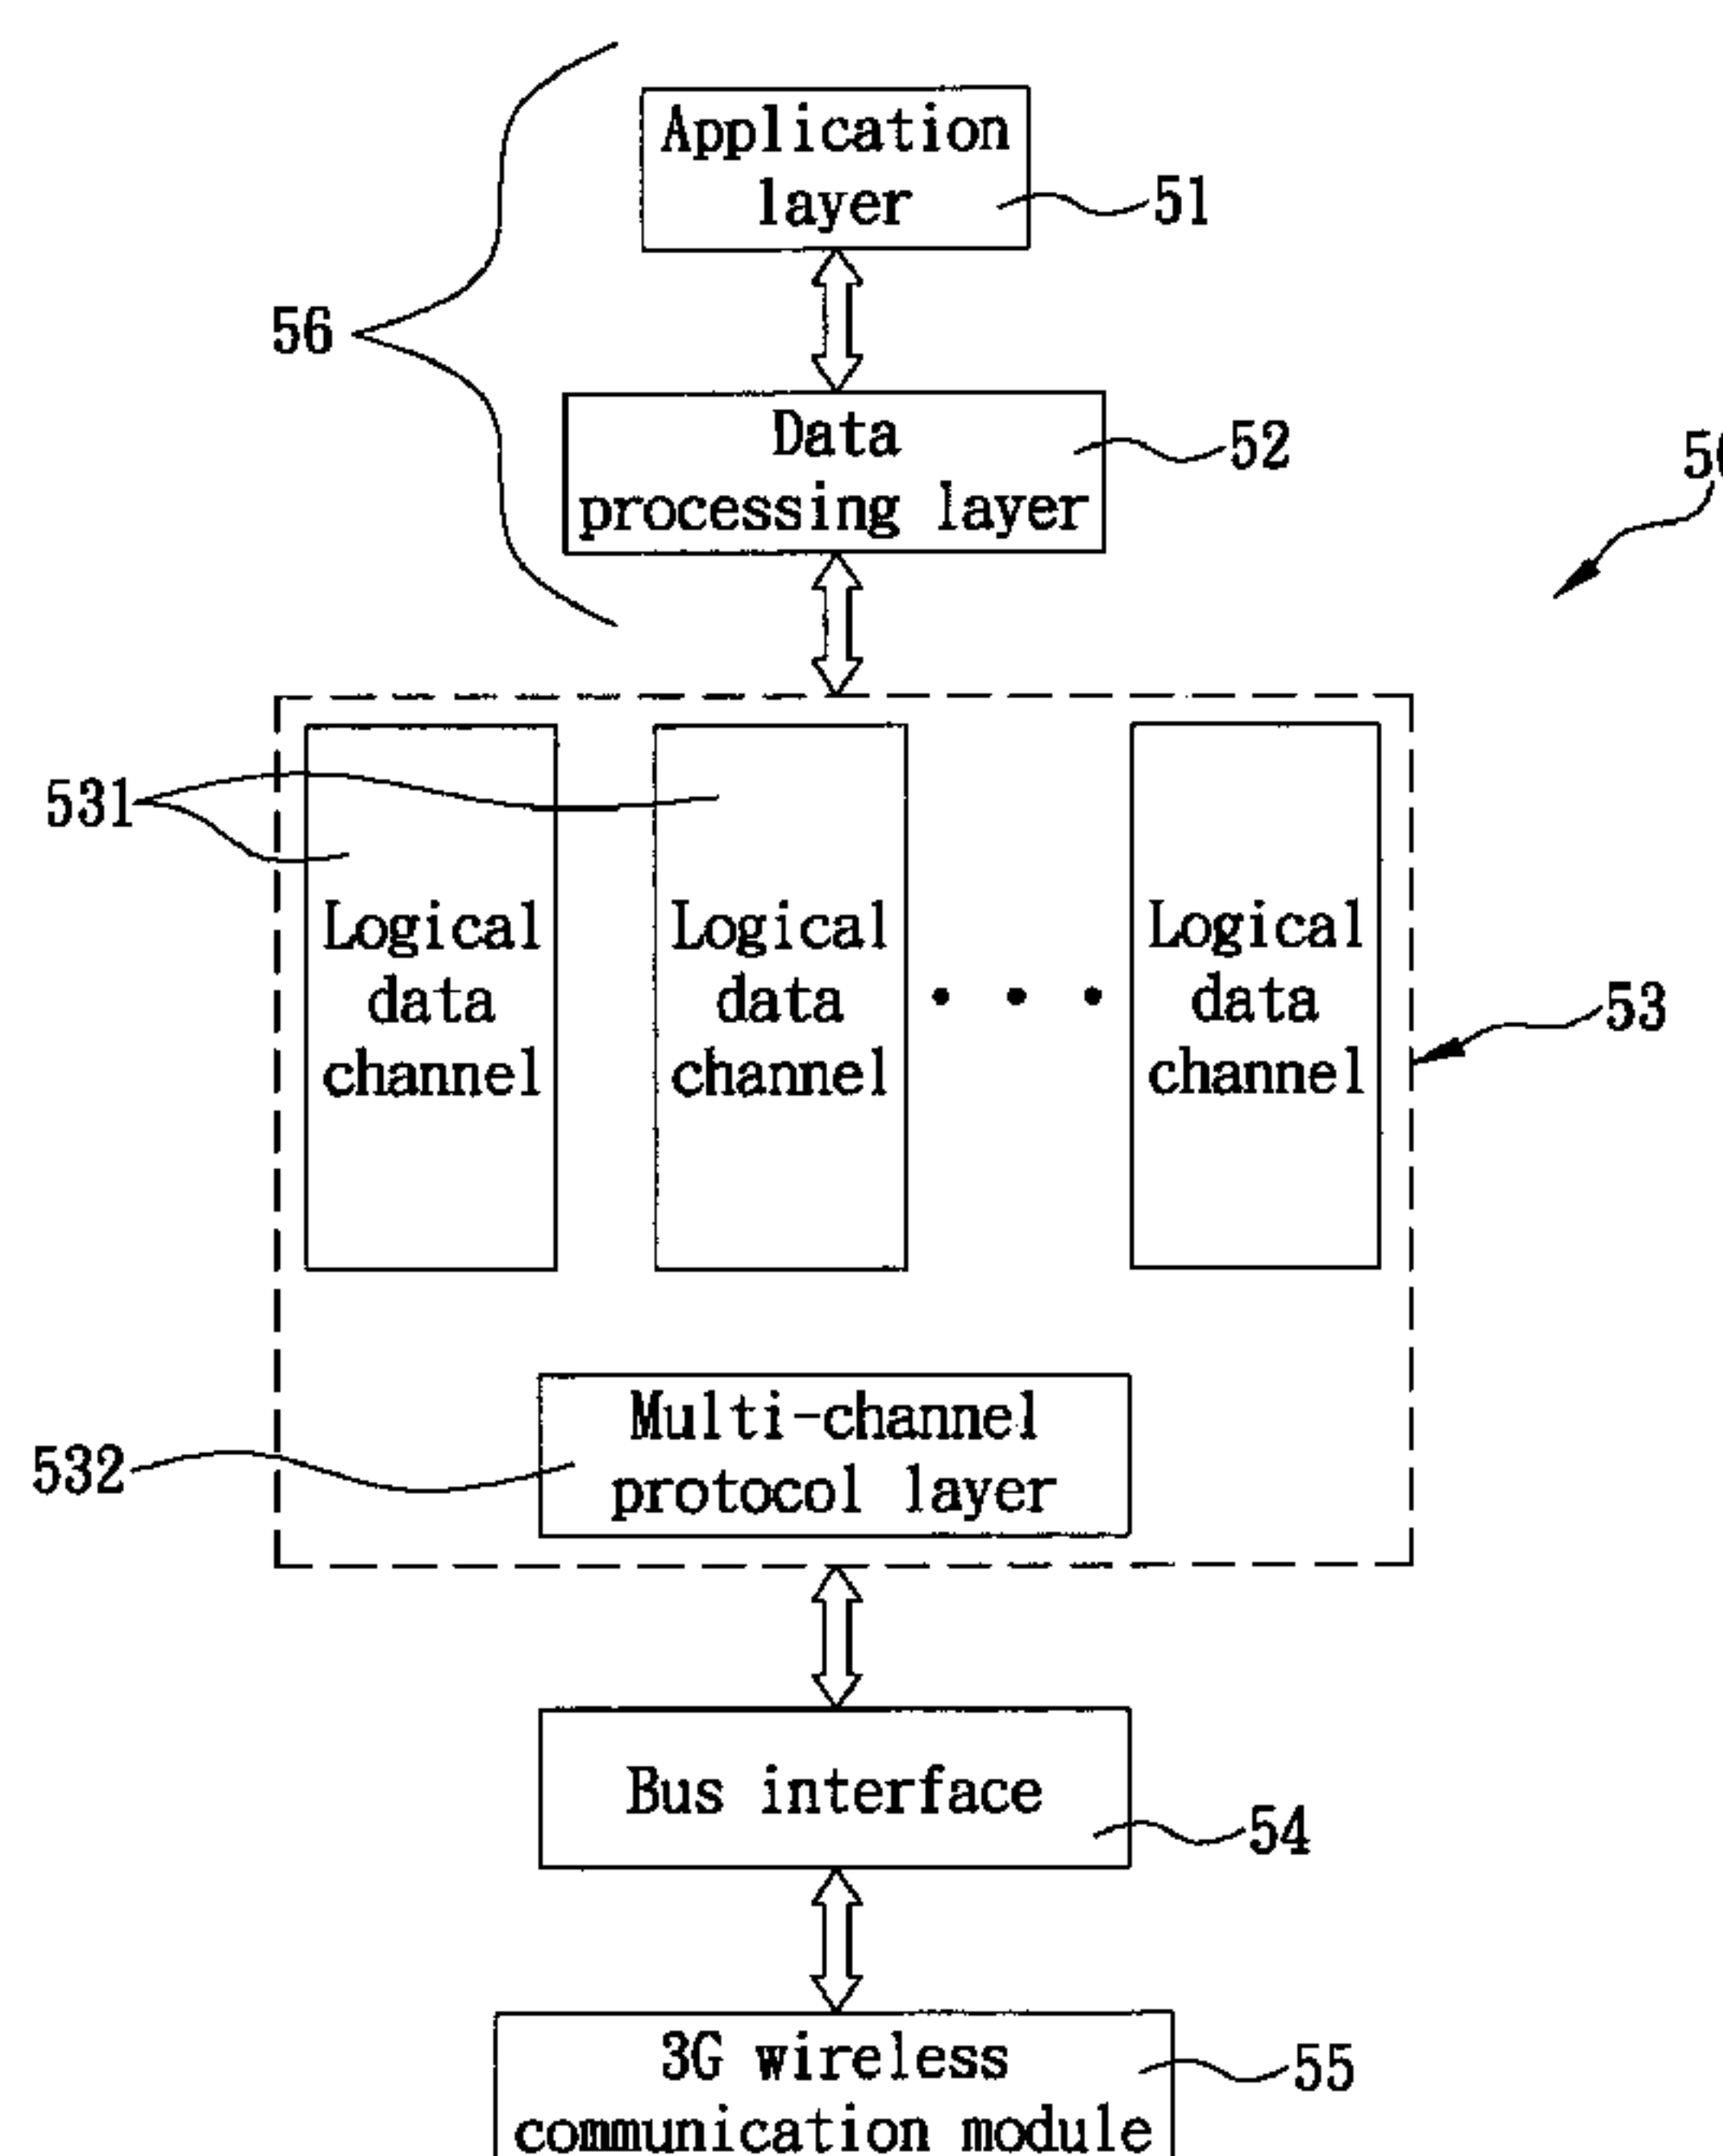 Application
layer
51
56
Data
processing layer
52
531
Logical
data
channel
Logical
data
channel
Logical
data
channel
53
Multi-channel
protocol layer
532
Bus interface
54
3G wireless
communication module
55